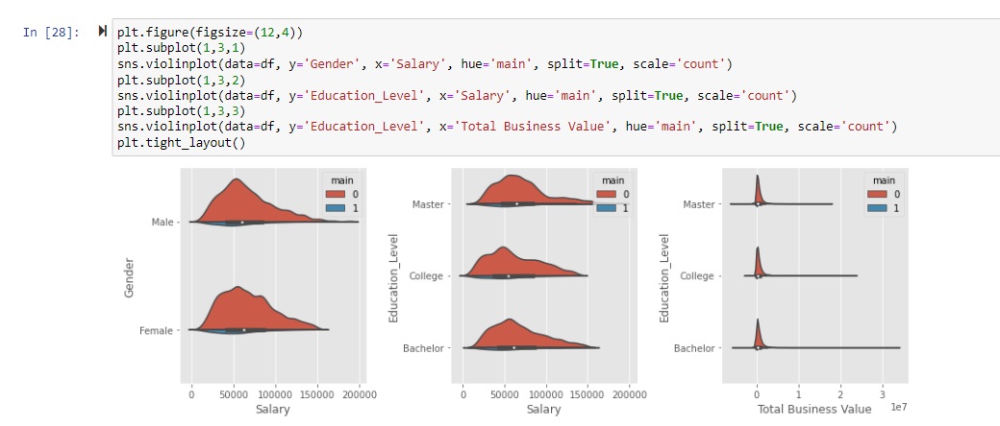 In [28]:
plt.figure(figsize=(12,4))
plt.subplot(1,3,1)
sns.violinplot(data=df, y='Gender', x='Salary', hue='main', split=True, scale='count')
plt.subplot(1,3,2)
sns.violinplot(data=df, y='Education_Level', x='Salary', hue='main', split=True, scale='count')
plt.subplot(1,3,3)
sns.violinplot(data=df, y='Education_Level', x='Total Business Value', hue='main', split=True, scale='count')
plt.tight_layout()
main
0
1
Male
Female
Gender
0 50000 100000 150000 200000
Salary
main
0
1
Master
College
Bachelor
Education_Level
0 50000 100000 150000 200000
Salary
main
0
1
Master
College
Bachelor
Education_Level
0 1 2 3
1e7
Total Business Value